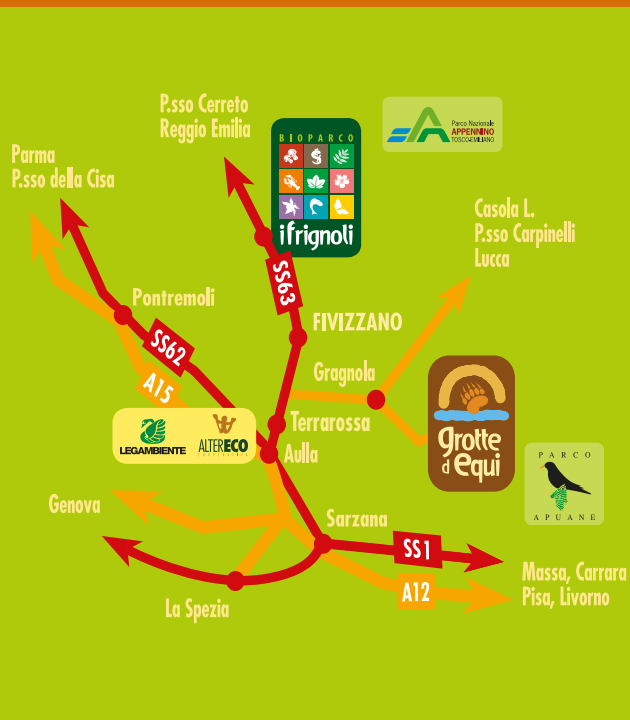 P.sso Cerreto
Reggio Emilia
BIOPARCO
ifrignoli
Parco Nazionale
APPENNINO
TOSCO-EMILIANO
Parma
P.sso della Cisa
Casola L.
P.sso Carpinelli
Lucca
SS63
Pontremoli
FIVIZZANO
SS62
Gragnola
A15
LEGAMBIENTE
ALTERECO
Terrarossa
Aulla
grotte
d equi
PARCO
APUANE
Genova
Sarzana
SS1
A12
Massa, Carrara
Pisa, Livorno
La Spezia